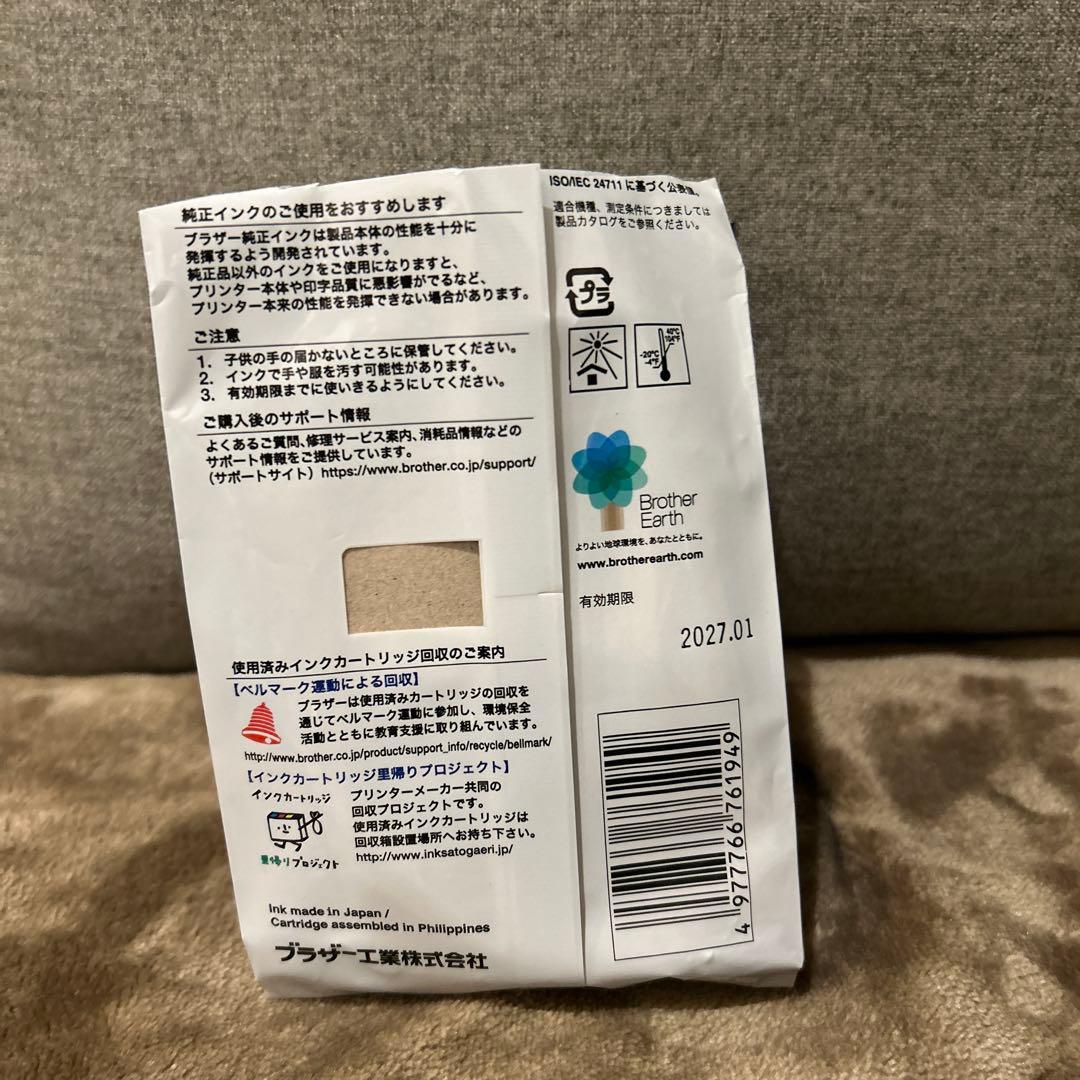 純正インクのご使用をおすすめします
ブラザー純正インクは製品本体の性能を十分に
発揮するよう開発されています。
純正品以外のインクをご使用になりますと、
プリンター本体や印字品質に悪影響がでるなど、
プリンター本来の性能を発揮できない場合があります。
ご注意
1. 子供の手の届かないところに保管してください。
2. インクで手や服を汚す可能性があります。
3. 有効期限までに使いきるようにしてください。
ご購入後のサポート情報
よくあるご質問、修理サービス案内、消耗品情報などの
サポート情報をご提供しています。
(サポートサイト) https://www.brother.co.jp/support/
使用済みインクカートリッジ回収のご案内
【ベルマーク運動による回収】
ブラザーは使用済みカートリッジの回収を
通じてベルマーク運動に参加し、環境保全
活動とともに教育支援に取り組んでいます。
http://www.brother.co.jp/product/support_info/recycle/bellmark/
【インクカートリッジ里帰りプロジェクト】
インクカートリッジ
里帰りプロジェクト
プリンターメーカー共同の
回収プロジェクトです。
使用済みインクカートリッジは
回収箱設置場所へお持ち下さい。
http://www.inksatogaeri.jp/
Ink made in Japan /
Cartridge assembled in Philippines
ブラザー工業株式会社
ISO/IEC 24711に基づく公表値。
適合機種、測定条件につきましては
製品カタログをご参照ください。
プラ
40℃
104°F
-20℃
-4°F
Brother
Earth
よりよい地球環境を、あなたとともに。
www.brotherearth.com
有効期限
2027.01
4 977766 761949